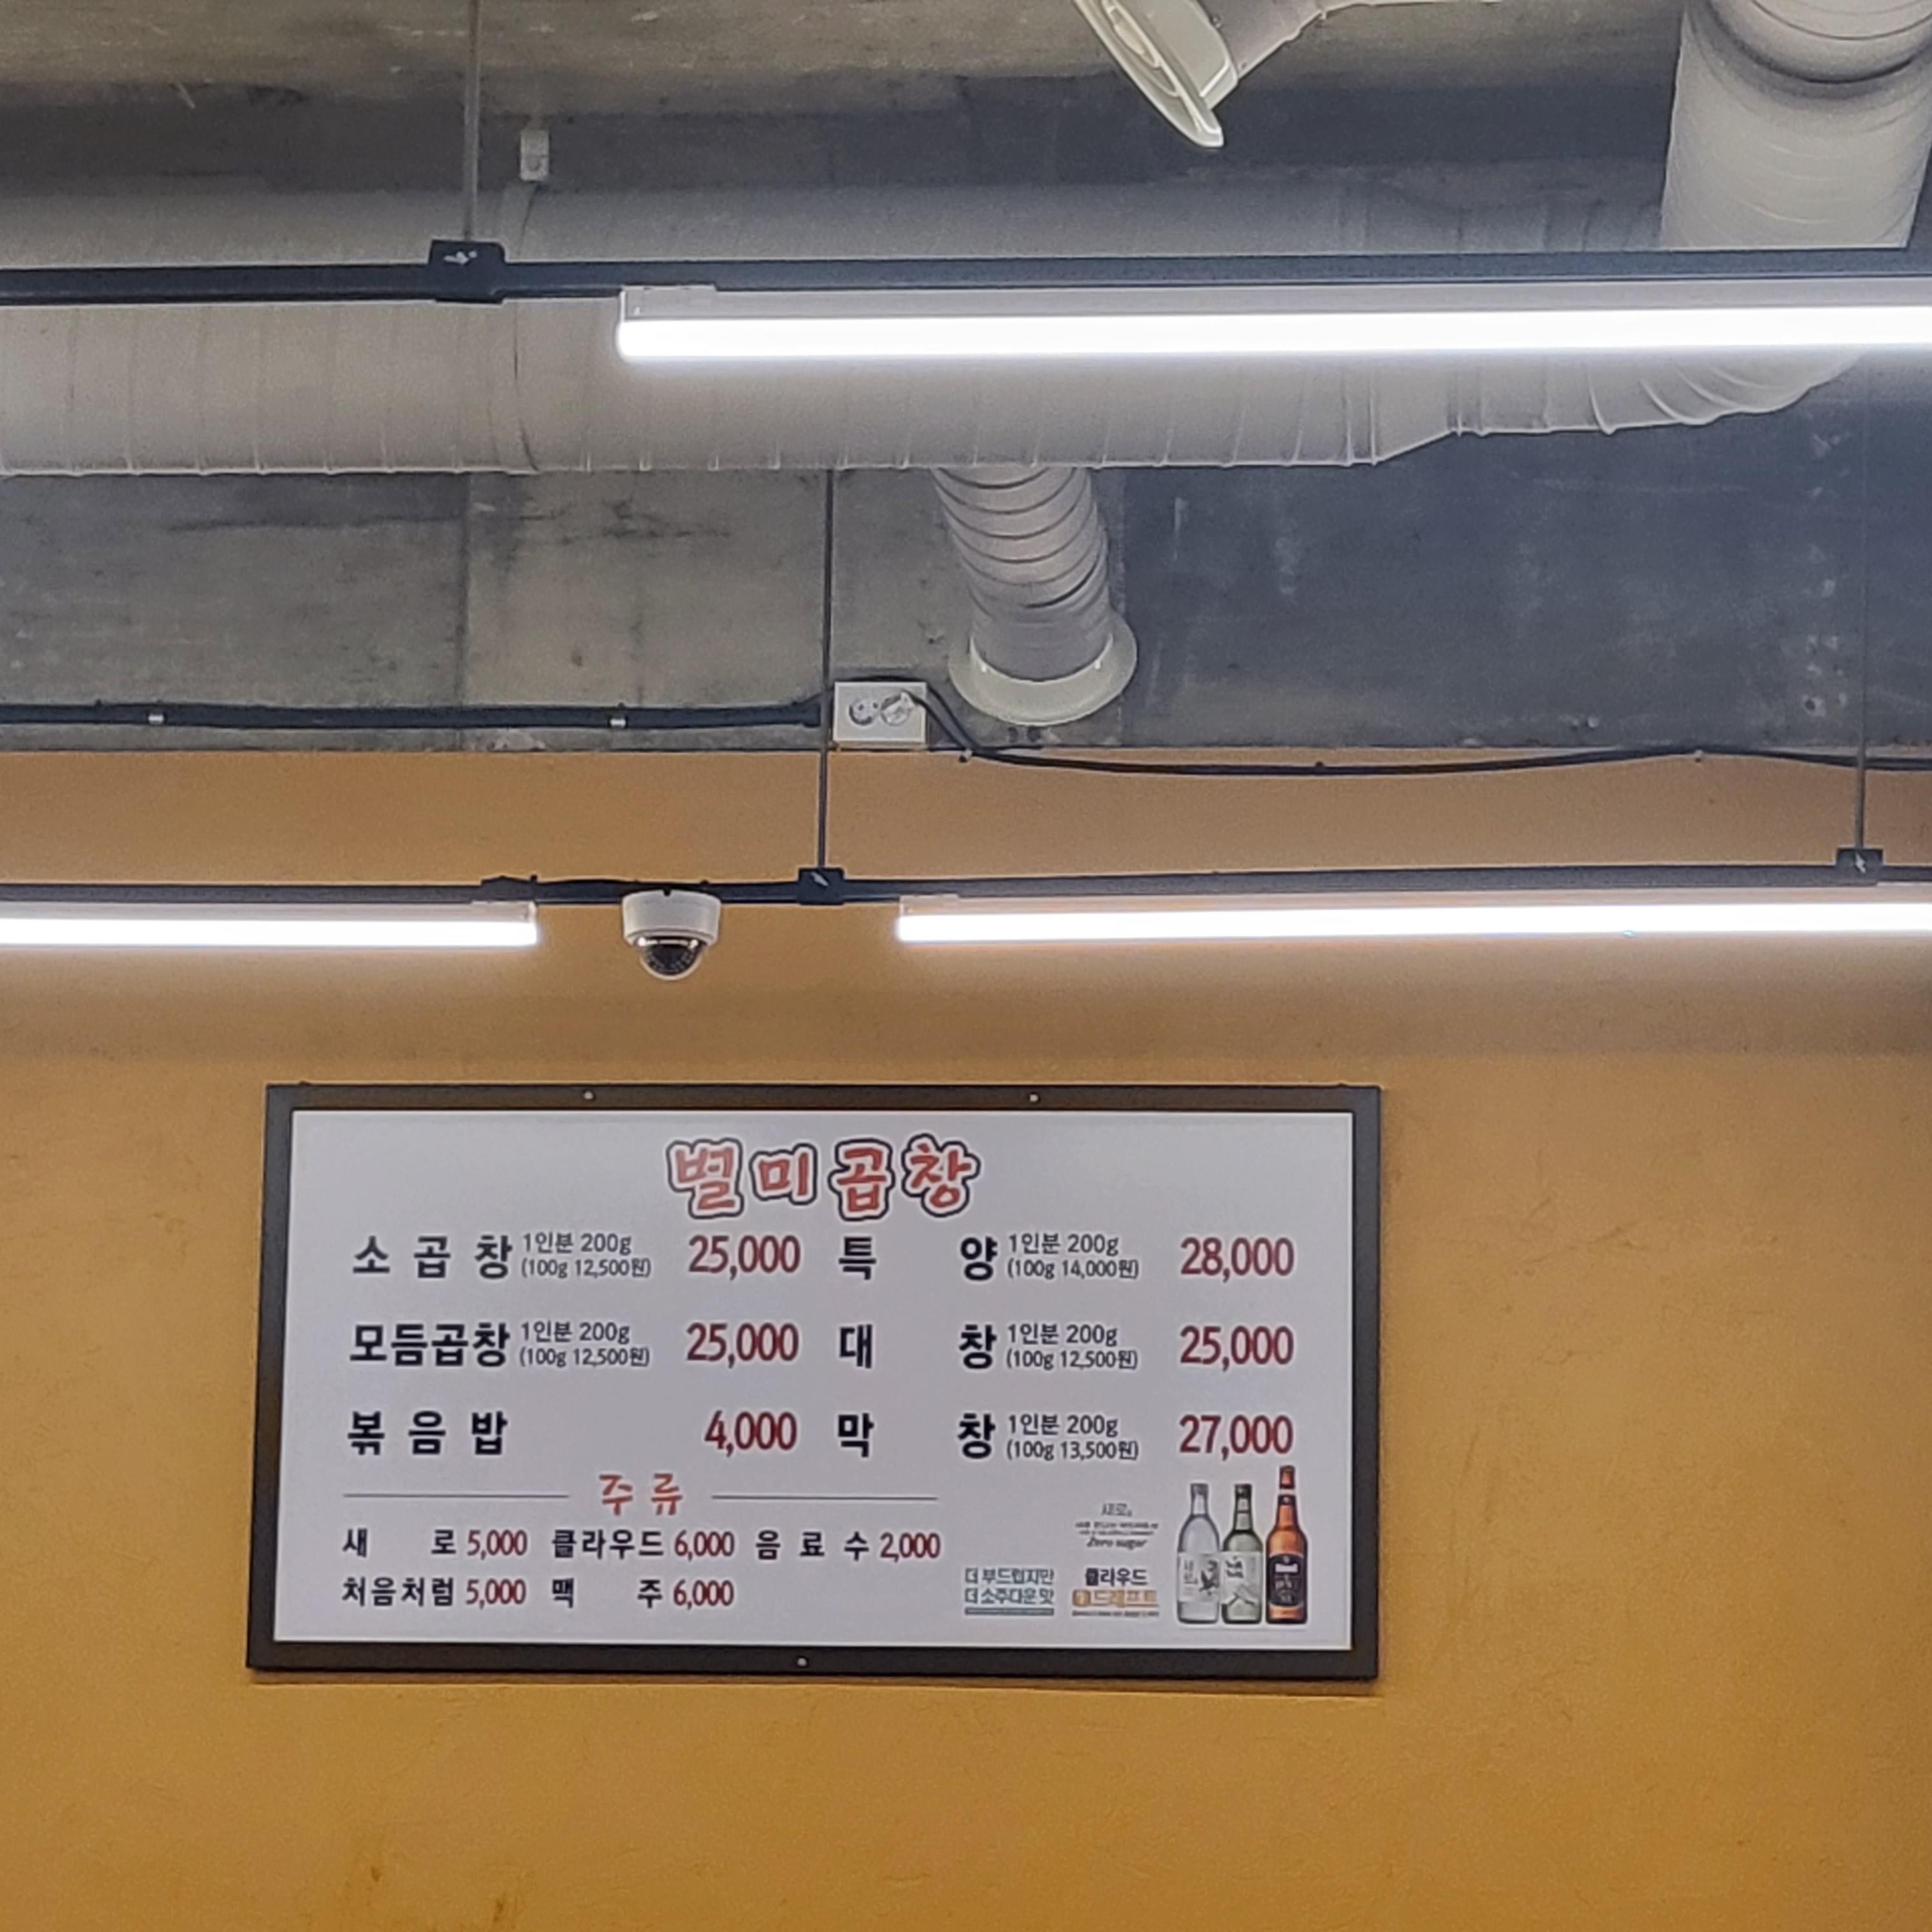 별미곱창
소 곱 창 1인분 200g (100g 12,500원) 25,000 특 양 1인분 200g (100g 14,000원) 28,000
모듬곱창 1인분 200g (100g 12,500원) 25,000 대 창 1인분 200g (100g 12,500원) 25,000
볶 음 밥 4,000 막 창 1인분 200g (100g 13,500원) 27,000
주 류
새 로 5,000 클라우드 6,000 음 료 수 2,000
처음처럼 5,000 맥 주 6,000
새로
Zero sugar
더 부드럽지만
더 소주다운 맛
클라우드
드래프트